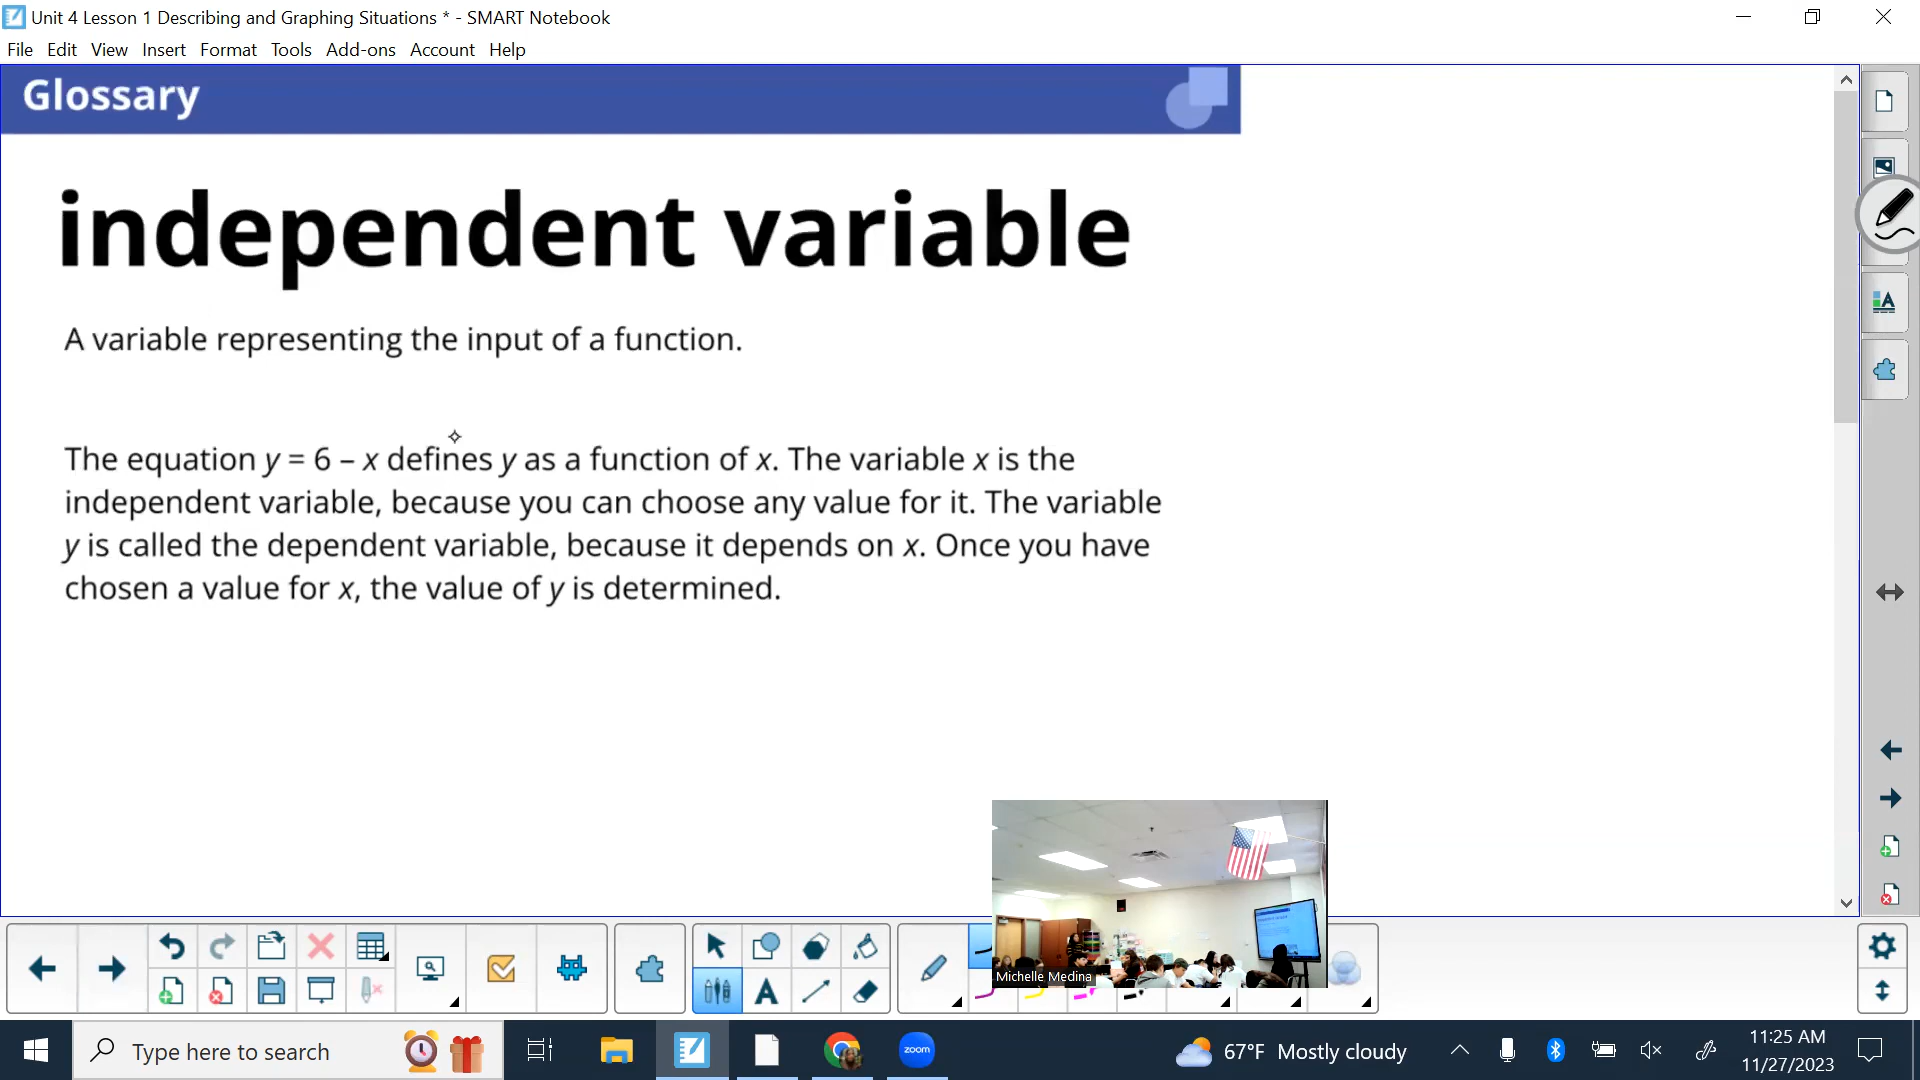 Unit 4 Lesson 1 Describing and Graphing Situations * - SMART Notebook
File Edit View Insert Format Tools Add-ons Account Help
Glossary
independent variable
A variable representing the input of a function.
The equation y = 6 – x defines y as a function of x. The variable x is the
independent variable, because you can choose any value for it. The variable
y is called the dependent variable, because it depends on x. Once you have
chosen a value for x, the value of y is determined.
Michelle Medina
Type here to search
zoom
67°F Mostly cloudy
11:25 AM
11/27/2023